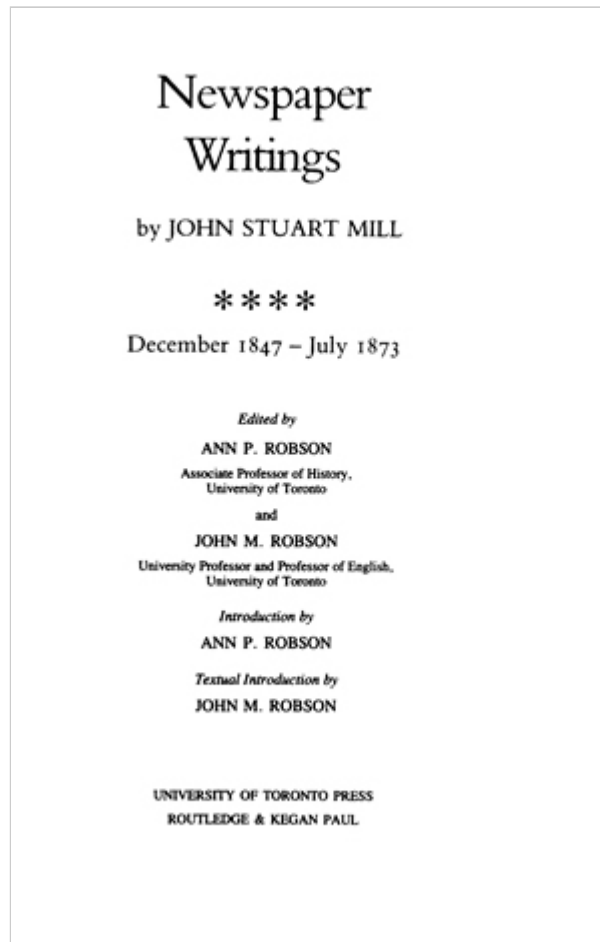 Newspaper
Writings
by JOHN STUART MILL
****
December 1847 – July 1873
Edited by
ANN P. ROBSON
Associate Professor of History,
University of Toronto
and
JOHN M. ROBSON
University Professor and Professor of English,
University of Toronto
Introduction by
ANN P. ROBSON
Textual Introduction by
JOHN M. ROBSON
UNIVERSITY OF TORONTO PRESS
ROUTLEDGE & KEGAN PAUL